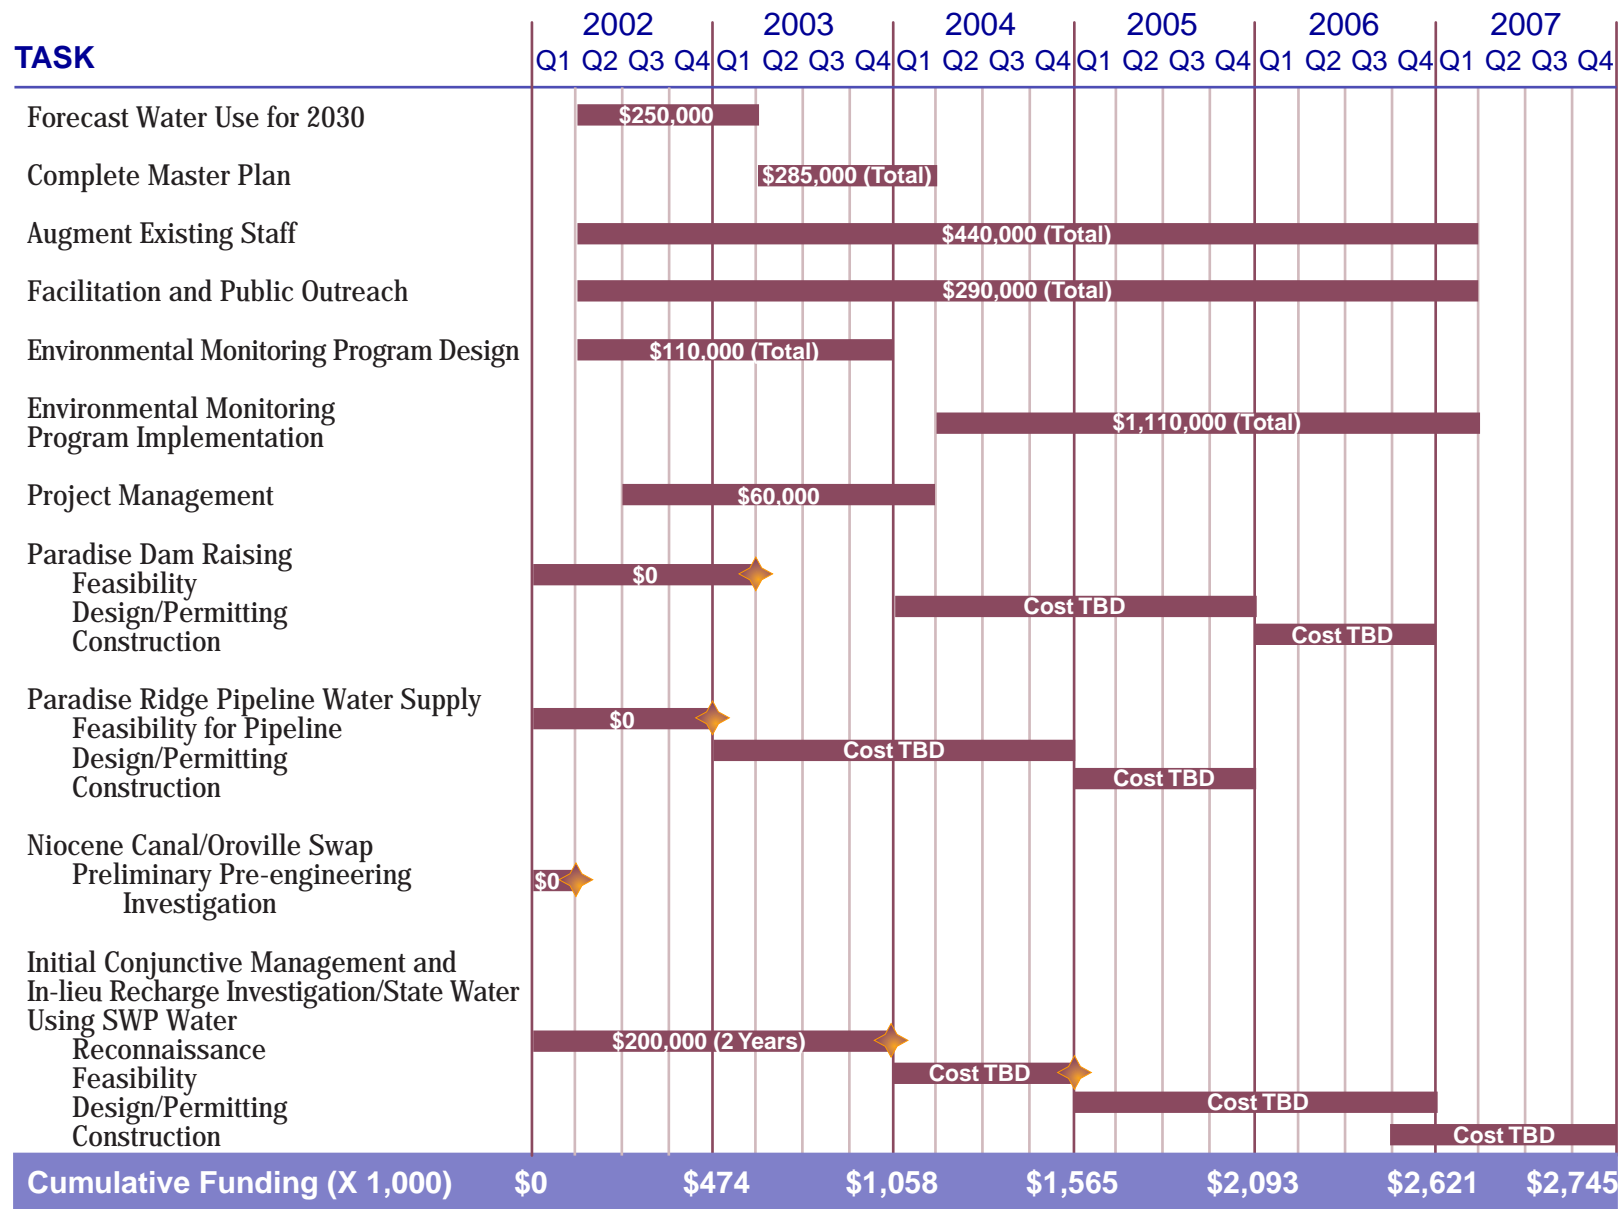 2002 2003 2004 2005 2006 2007
TASK Q1 Q2 Q3 Q4 Q1 Q2 Q3 Q4 Q1 Q2 Q3 Q4 Q1 Q2 Q3 Q4 Q1 Q2 Q3 Q4 Q1 Q2 Q3 Q4
Forecast Water Use for 2030 $250,000
Complete Master Plan $285,000 (Total)
Augment Existing Staff $440,000 (Total)
Facilitation and Public Outreach $290,000 (Total)
Environmental Monitoring Program Design $110,000 (Total)
Environmental Monitoring
Program Implementation $1,110,000 (Total)
Project Management $60,000
Paradise Dam Raising
Feasibility $0
Design/Permitting Cost TBD
Construction Cost TBD
Paradise Ridge Pipeline Water Supply
Feasibility for Pipeline $0
Design/Permitting Cost TBD
Construction Cost TBD
Niocene Canal/Oroville Swap
Preliminary Pre-engineering $0
Investigation
Initial Conjunctive Management and
In-lieu Recharge Investigation/State Water
Using SWP Water
Reconnaissance $200,000 (2 Years)
Feasibility Cost TBD
Design/Permitting Cost TBD
Construction Cost TBD
Cumulative Funding (X 1,000) $0 $474 $1,058 $1,565 $2,093 $2,621 $2,745